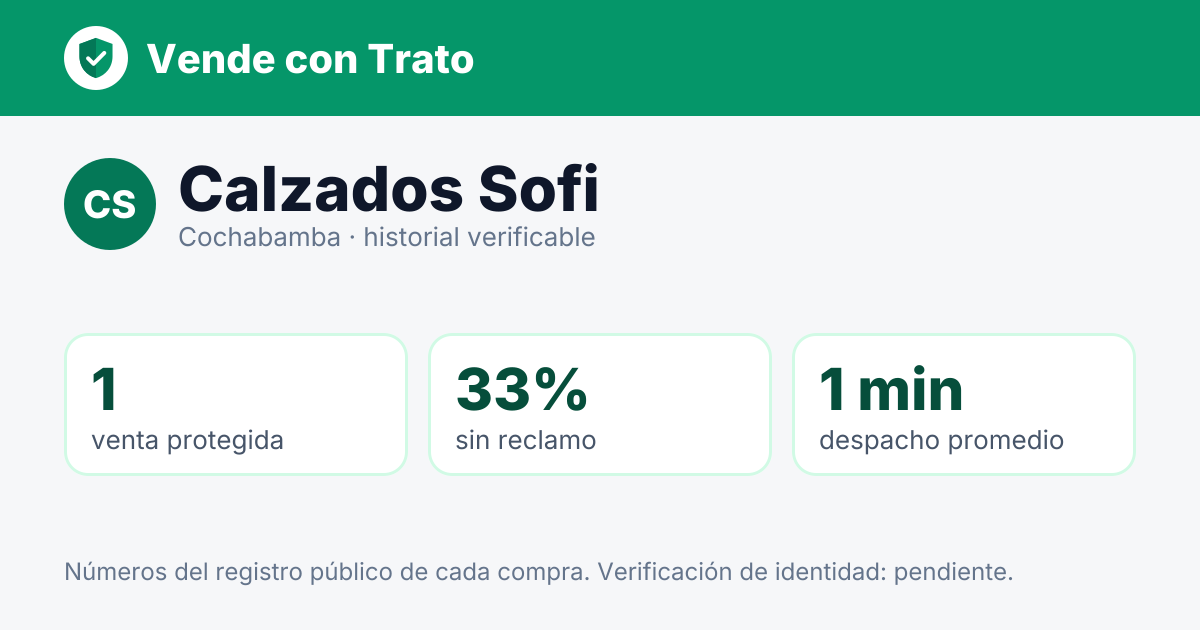 Vende con Trato
CS
Calzados Sofi
Cochabamba · historial verificable
1
venta protegida
33%
sin reclamo
1 min
despacho promedio
Números del registro público de cada compra. Verificación de identidad: pendiente.